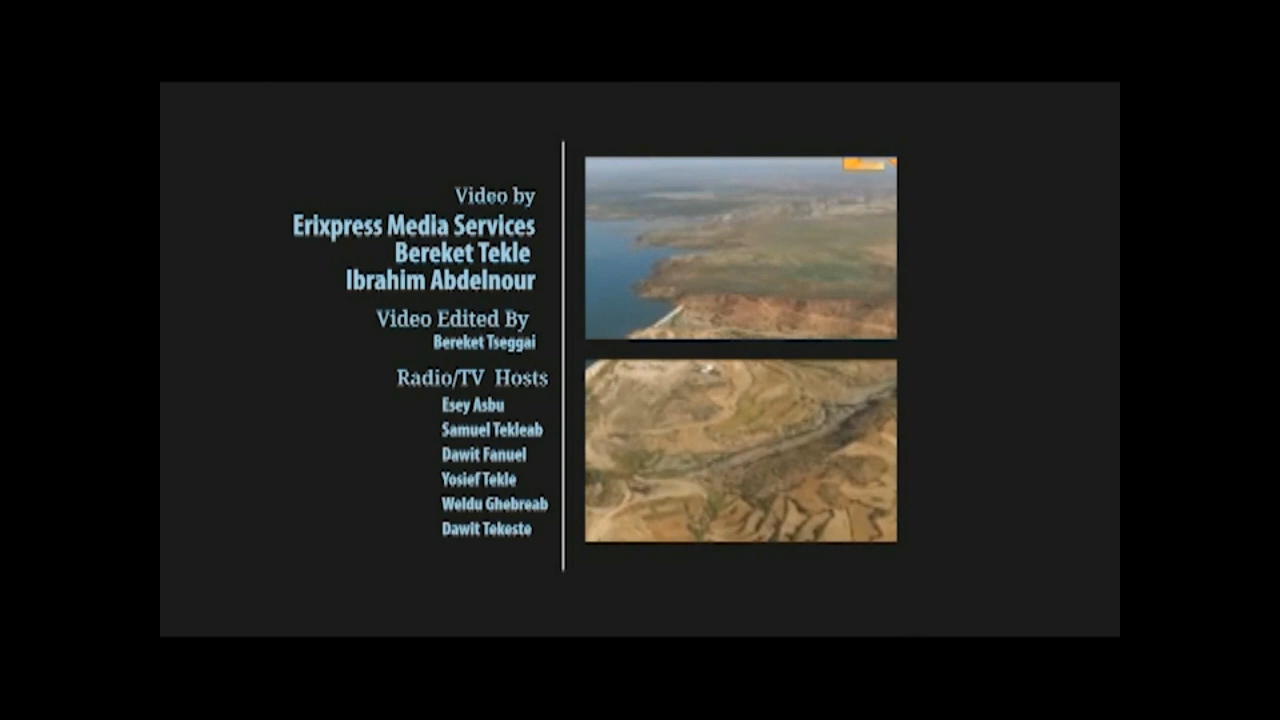 Video by
Erixpress Media Services
Bereket Tekle
Ibrahim Abdelnour
Video Edited By
Bereket Tseggai
Radio/TV Hosts
Esey Asbu
Samuel Tekleab
Dawit Fanuel
Yosief Tekle
Weldu Ghebreab
Dawit Tekeste